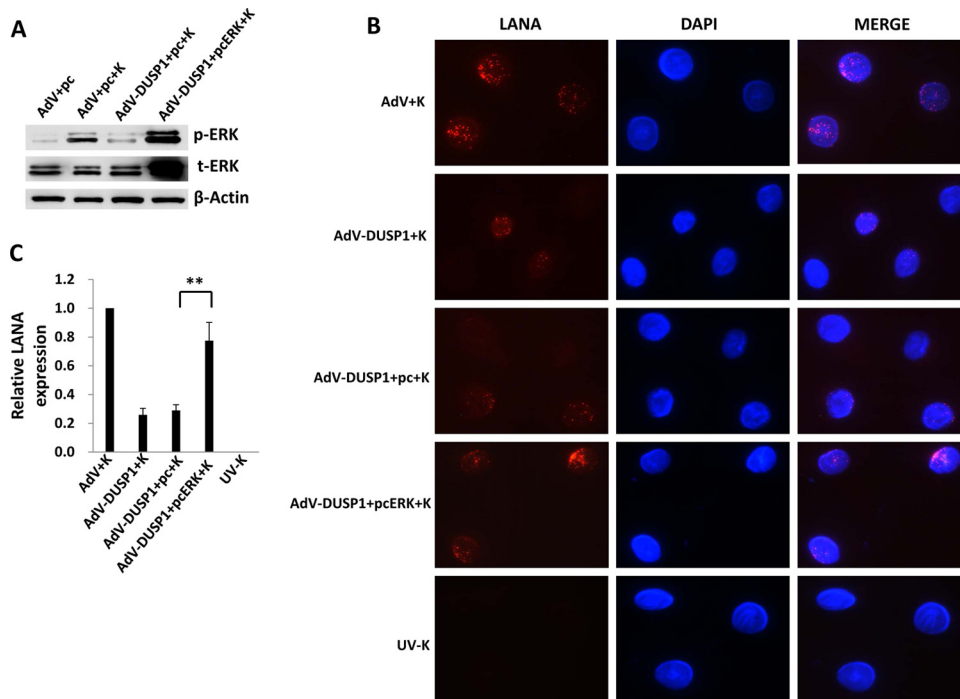 A
AdV+pc
AdV+pc+K
AdV-DUSP1+pc+K
AdV-DUSP1+pcERK+K
p-ERK
t-ERK
β-Actin
B
LANA
DAPI
MERGE
AdV+K
AdV-DUSP1+K
AdV-DUSP1+pc+K
AdV-DUSP1+pcERK+K
UV-K
C
Relative LANA
expression
1.2
1.0
0.8
0.6
0.4
0.2
0.0
**
AdV+K
AdV-DUSP1+K
AdV-DUSP1+pc+K
AdV-DUSP1+pcERK+K
UV-K